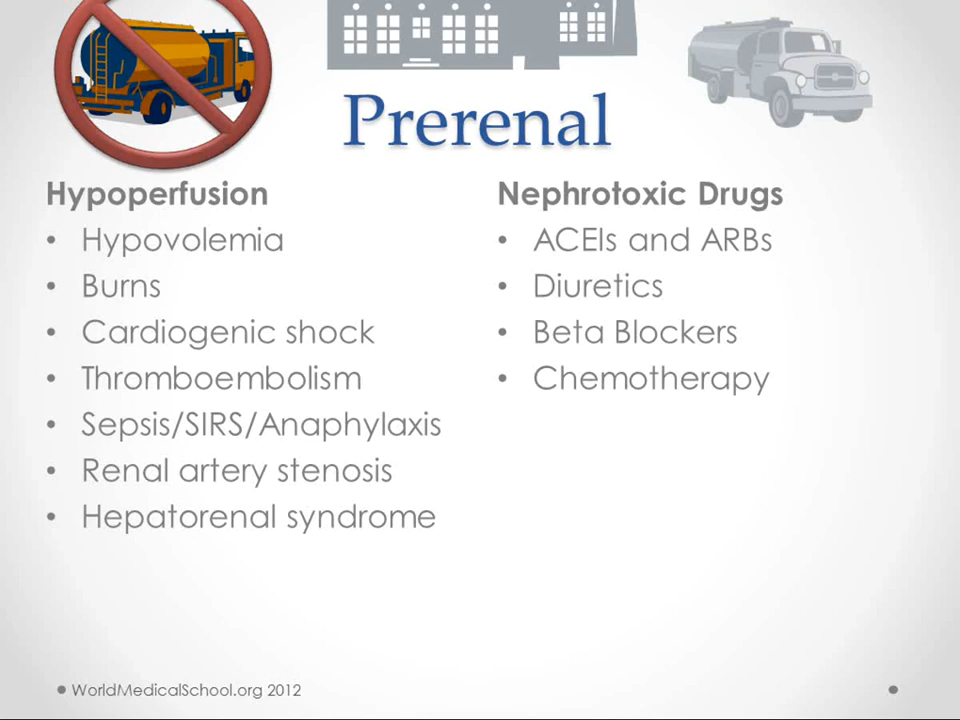 Prerenal
Hypoperfusion
• Hypovolemia
• Burns
• Cardiogenic shock
• Thromboembolism
• Sepsis/SIRS/Anaphylaxis
• Renal artery stenosis
• Hepatorenal syndrome
Nephrotoxic Drugs
• ACEIs and ARBs
• Diuretics
• Beta Blockers
• Chemotherapy
WorldMedicalSchool.org 2012